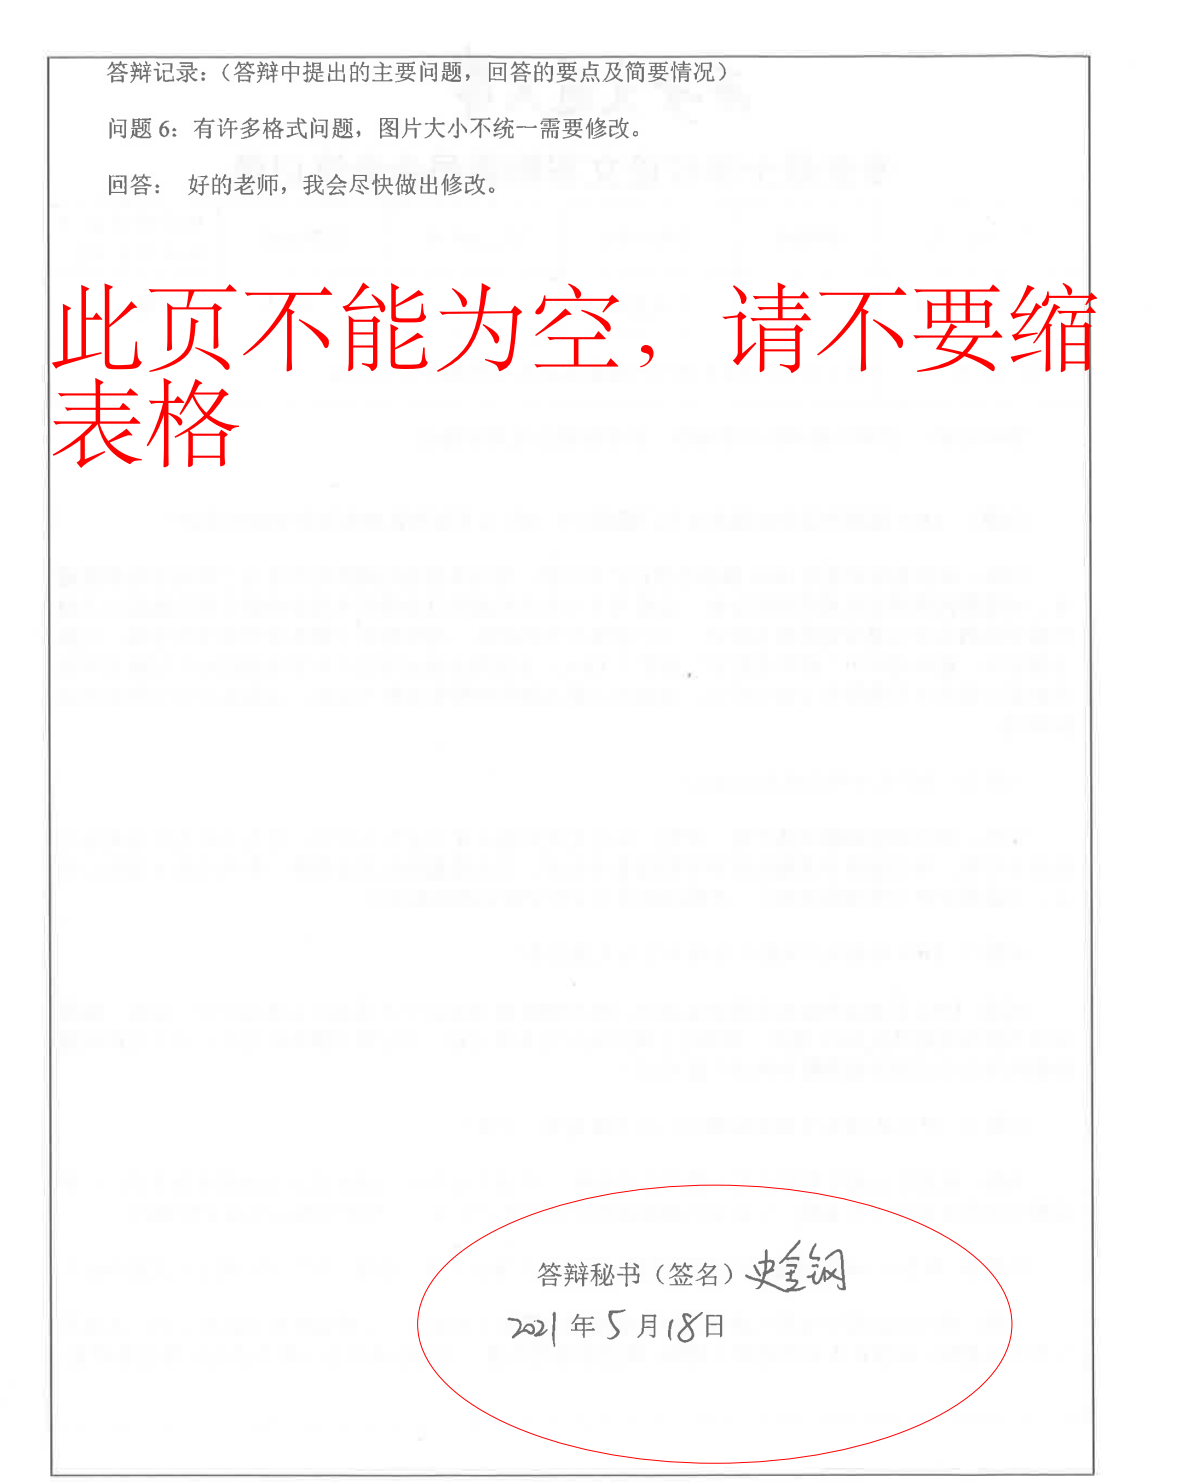 答辩记录：（答辩中提出的主要问题，回答的要点及简要情况）
问题 6：有许多格式问题，图片大小不统一需要修改。
回答： 好的老师，我会尽快做出修改。
此页不能为空，请不要缩
表格
答辩秘书（签名）史金钢
2021 年 5 月 18 日